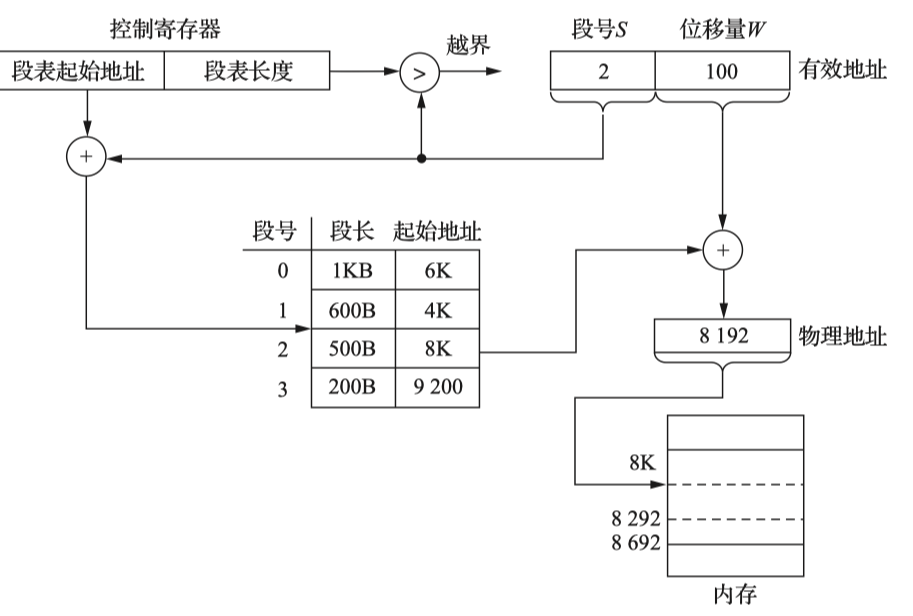 控制寄存器
段表起始地址 段表长度
>
越界
段号S 位移量W
2 100
有效地址
+
段号 段长 起始地址
0 1KB 6K
1 600B 4K
2 500B 8K
3 200B 9 200
+
8 192
物理地址
8K
8 292
8 692
内存